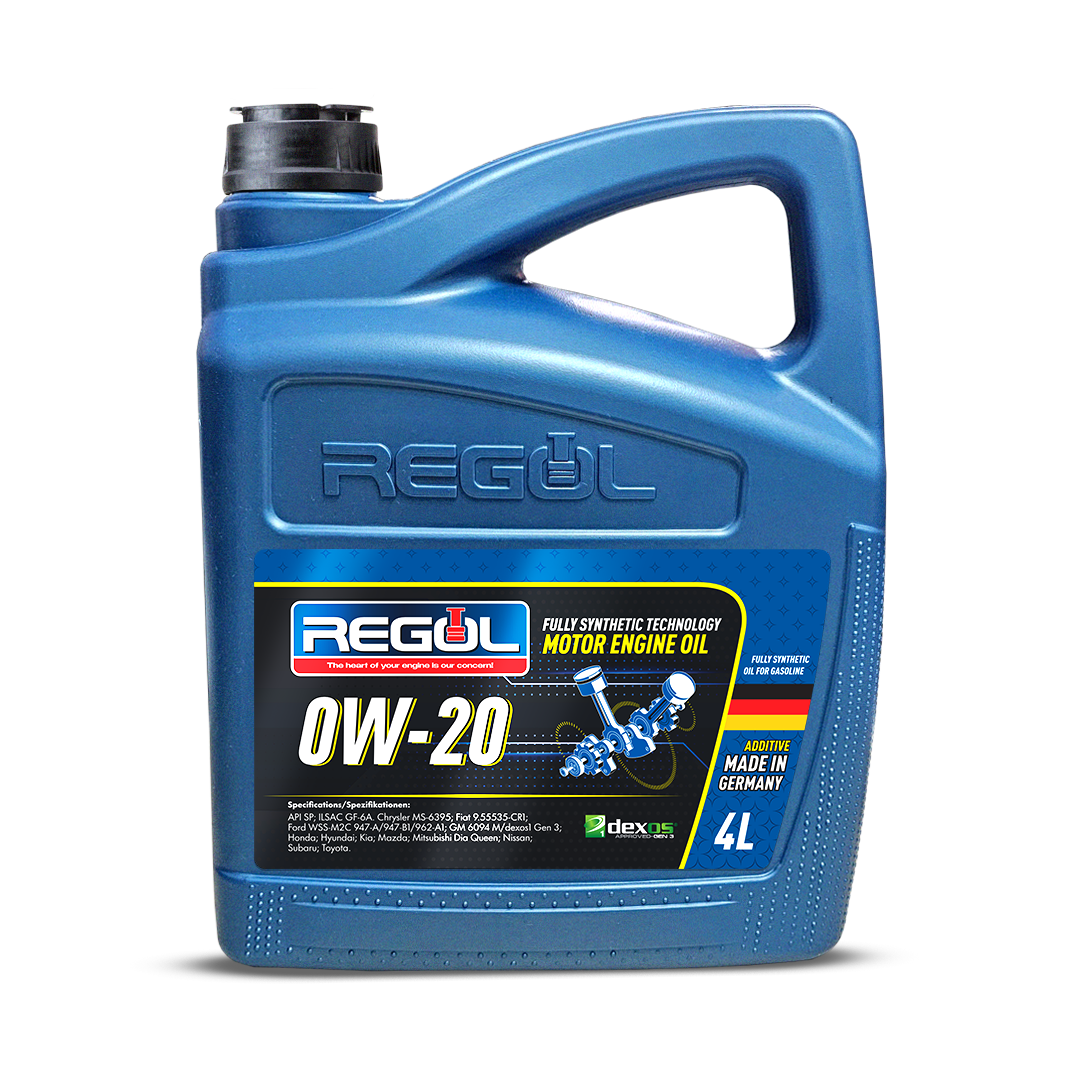 REGOL
REGOL
The heart of your engine is our concern!
FULLY SYNTHETIC TECHNOLOGY
MOTOR ENGINE OIL
0W-20
FULLY SYNTHETIC
OIL FOR GASOLINE
ADDITIVE
MADE IN
GERMANY
4L
Specifications/Spezifikationen:
API SP; ILSAC GF-6A. Chrysler MS-6395; Fiat 9.55535-CR1;
Ford WSS-M2C 947-A/947-B1/962-A1; GM 6094 M/dexos1 Gen 3;
Honda; Hyundai; Kia; Mazda; Mitsubishi Dia Queen; Nissan;
Subaru; Toyota.
dexos
APPROVED-GEN 3